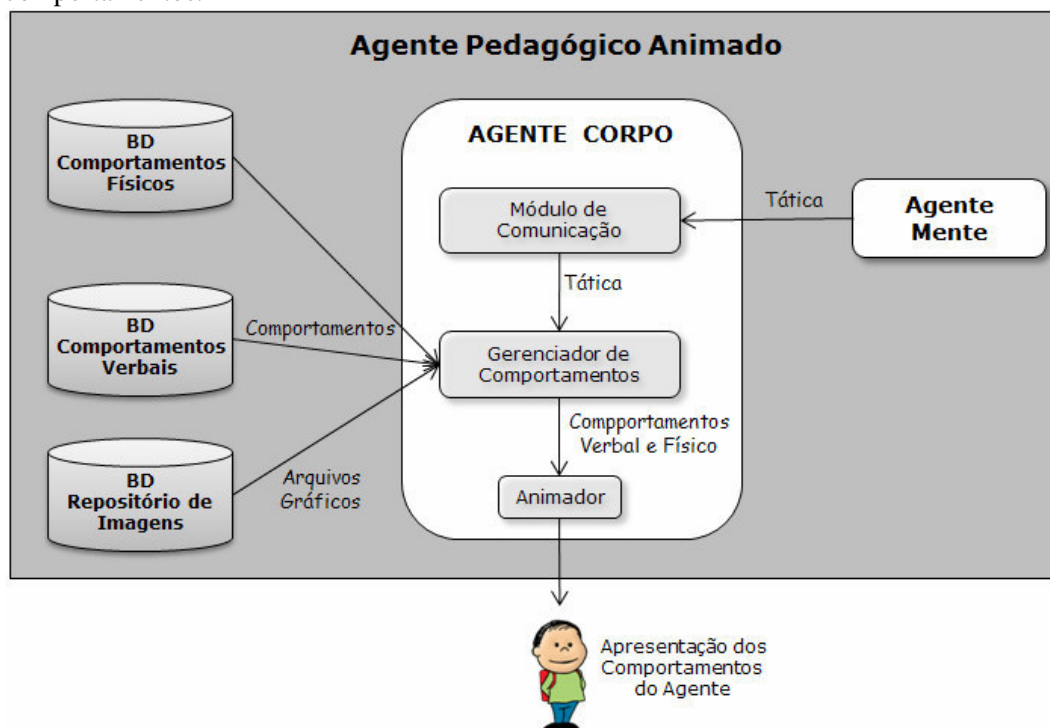 Agente Pedagógico Animado
BD
Comportamentos
Físicos
AGENTE CORPO
Módulo de
Comunicação
Tática
Agente
Mente
Tática
BD
Comportamentos
Verbais
Comportamentos
Gerenciador de
Comportamentos
Compportamentos
Verbal e Físico
BD
Repositório de
Imagens
Arquivos
Gráficos
Animador
Apresentação dos
Comportamentos
do Agente